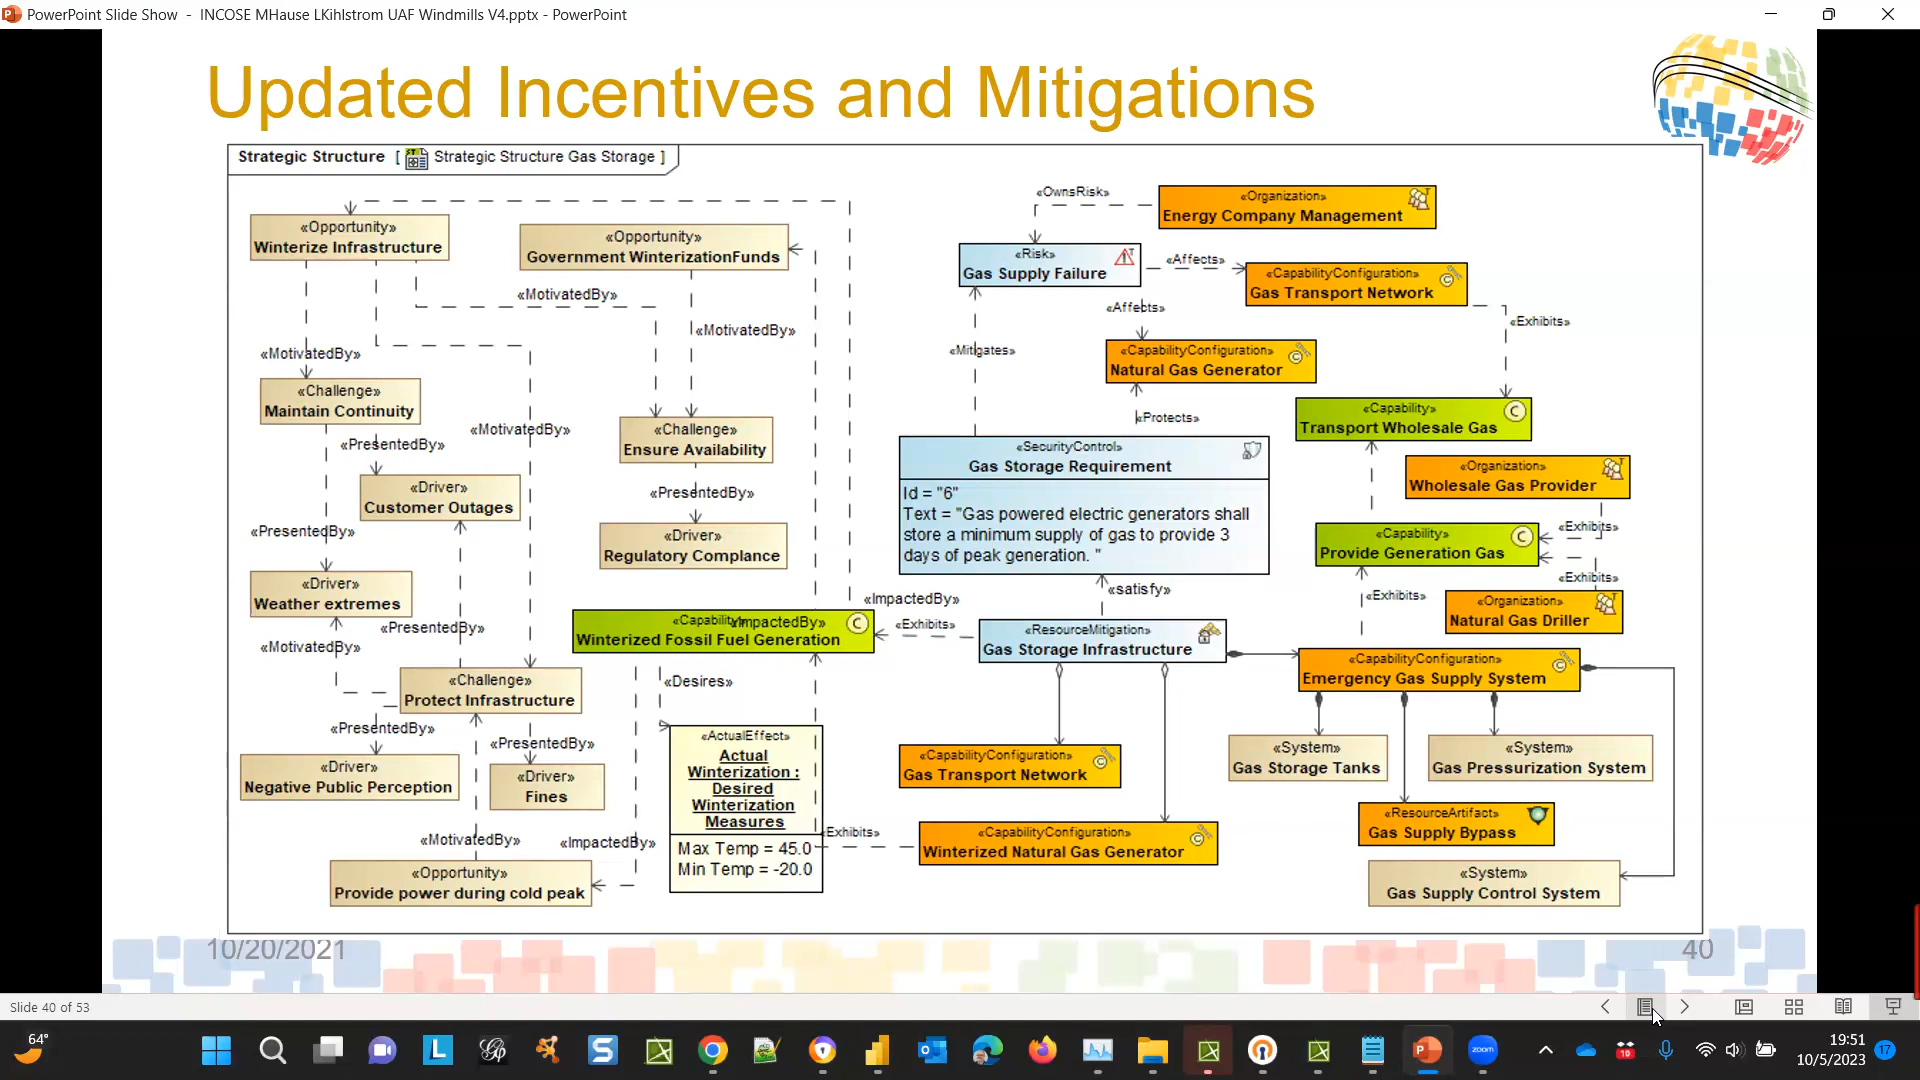 PowerPoint Slide Show - INCOSE MHause LKihlstrom UAF Windmills V4.pptx - PowerPoint
Updated Incentives and Mitigations
Strategic Structure [ Strategic Structure Gas Storage ]
«Opportunity»
Winterize Infrastructure
«Opportunity»
Government WinterizationFunds
«MotivatedBy»
«MotivatedBy»
«MotivatedBy»
«Challenge»
Maintain Continuity
«MotivatedBy»
«PresentedBy»
«Challenge»
Ensure Availability
«Driver»
Customer Outages
«PresentedBy»
«PresentedBy»
«Driver»
Regulatory Complance
«Driver»
Weather extremes
«PresentedBy»
«MotivatedBy»
«Capability»
«ImpactedBy»
Winterized Fossil Fuel Generation
«ImpactedBy»
«Exhibits»
«Challenge»
Protect Infrastructure
«Desires»
«PresentedBy»
«PresentedBy»
«Driver»
Negative Public Perception
«Driver»
Fines
«ActualEffect»
Actual
Winterization :
Desired
Winterization
Measures
Max Temp = 45.0
Min Temp = -20.0
«MotivatedBy»
«ImpactedBy»
«Exhibits»
«Opportunity»
Provide power during cold peak
«OwnsRisk»
«Organization»
Energy Company Management
«Risk»
Gas Supply Failure
«Affects»
«CapabilityConfiguration»
Gas Transport Network
«Affects»
«Exhibits»
«Mitigates»
«CapabilityConfiguration»
Natural Gas Generator
«Protects»
«Capability»
Transport Wholesale Gas
«SecurityControl»
Gas Storage Requirement
Id = "6"
Text = "Gas powered electric generators shall
store a minimum supply of gas to provide 3
days of peak generation. "
«Organization»
Wholesale Gas Provider
«Exhibits»
«Capability»
Provide Generation Gas
«Exhibits»
«satisfy»
«Exhibits»
«Organization»
Natural Gas Driller
«ResourceMitigation»
Gas Storage Infrastructure
«CapabilityConfiguration»
Emergency Gas Supply System
«CapabilityConfiguration»
Gas Transport Network
«System»
Gas Storage Tanks
«System»
Gas Pressurization System
«ResourceArtifact»
Gas Supply Bypass
«CapabilityConfiguration»
Winterized Natural Gas Generator
«System»
Gas Supply Control System
10/20/2021
40
Slide 40 of 53
64°
L
S
10
zoom
19:51
10/5/2023
17